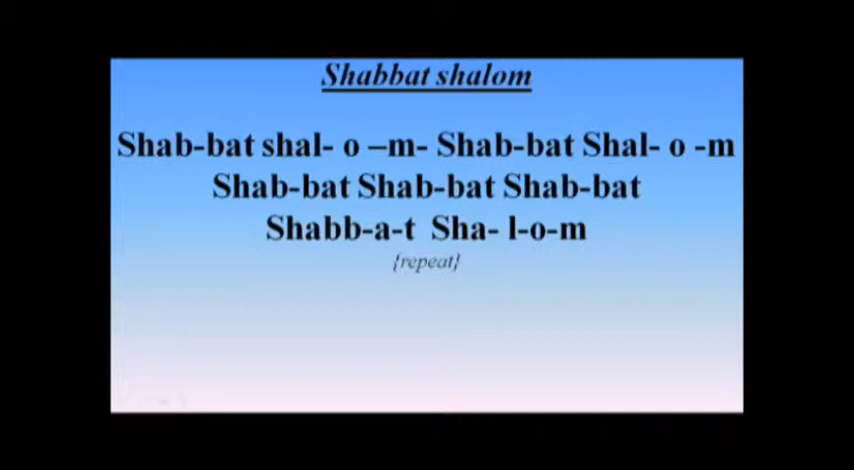 Shabbat shalom
Shab-bat shal- o –m- Shab-bat Shal- o -m
Shab-bat Shab-bat Shab-bat
Shabb-a-t Sha- l-o-m
{repeat}